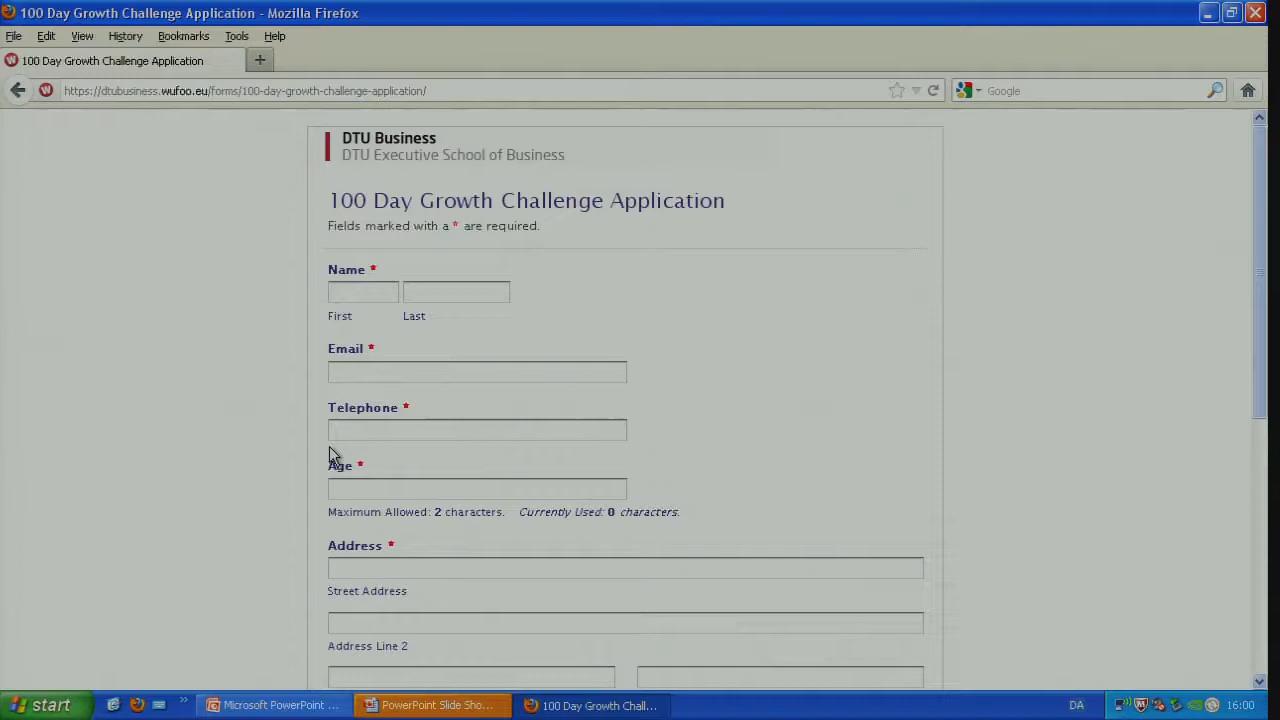 100 Day Growth Challenge Application - Mozilla Firefox
File Edit View History Bookmarks Tools Help
100 Day Growth Challenge Application
https://dtubusiness.wufoo.eu/forms/100-day-growth-challenge-application/
Google
DTU Business
DTU Executive School of Business
100 Day Growth Challenge Application
Fields marked with a * are required.
Name *
First Last
Email *
Telephone *
Age *
Maximum Allowed: 2 characters. Currently Used: 0 characters.
Address *
Street Address
Address Line 2
start Microsoft PowerPoint ... PowerPoint Slide Sho... 100 Day Growth Chall... DA 16:00